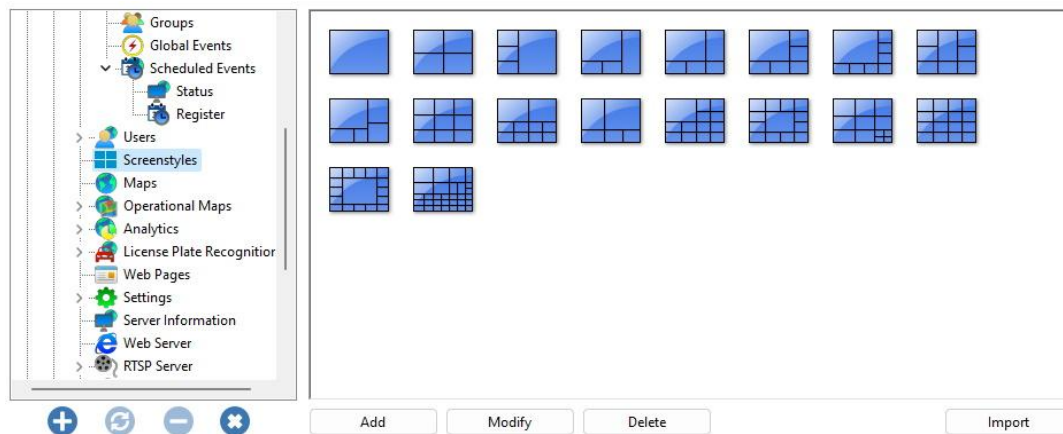 Groups
Global Events
Scheduled Events
Status
Register
Users
Screenstyles
Maps
Operational Maps
Analytics
License Plate Recognition
Web Pages
Settings
Server Information
Web Server
RTSP Server
Add
Modify
Delete
Import